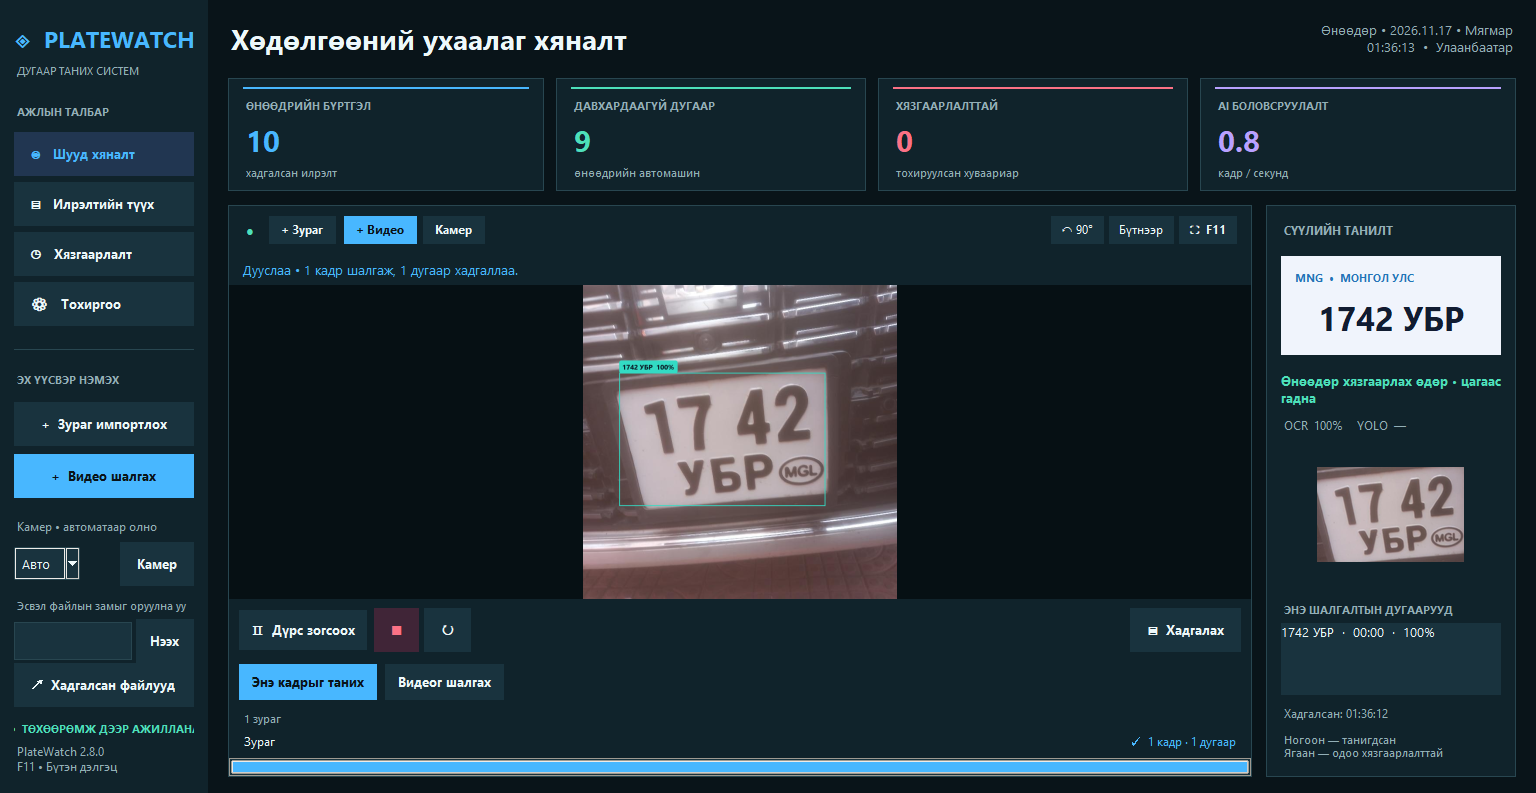 PLATEWATCH
ДУГААР ТАНИХ СИСТЕМ
АЖЛЫН ТАЛБАР
Шууд хяналт
Илрэлтийн түүх
Хязгаарлалт
Тохиргоо
ЭХ ҮҮСВЭР НЭМЭХ
+ Зураг импортлох
+ Видео шалгах
Камер • автоматаар олно
Авто
Камер
Эсвэл файлын замыг оруулна уу
Нээх
Хадгалсан файлууд
ТӨХӨӨРӨМЖ ДЭЭР АЖИЛЛАНА
PlateWatch 2.8.0
F11 • Бүтэн дэлгэц
Хөдөлгөөний ухаалаг хяналт
Өнөөдөр • 2026.11.17 • Мягмар
01:36:13 • Улаанбаатар
ӨНӨӨДРИЙН БҮРТГЭЛ
10
хадгалсан илрэлт
ДАВХАРДААГҮЙ ДУГААР
9
өнөөдрийн автомашин
ХЯЗГААРЛАЛТТАЙ
0
тохируулсан хуваариар
AI БОЛОВСРУУЛАЛТ
0.8
кадр / секунд
+ Зураг
+ Видео
Камер
90°
Бүтнээр
F11
Дууслаа • 1 кадр шалгаж, 1 дугаар хадгаллаа.
1742 УБР 100%
17 42
УБР MGL
Дүрс зогсоох
Хадгалах
Энэ кадрыг таних
Видеог шалгах
1 зураг
Зураг
✓ 1 кадр · 1 дугаар
СҮҮЛИЙН ТАНИЛТ
MNG • МОНГОЛ УЛС
1742 УБР
Өнөөдөр хязгаарлах өдөр • цагаас
гадна
OCR 100% YOLO —
17 42
УБР MGL
ЭНЭ ШАЛГАЛТЫН ДУГААРУУД
1742 УБР · 00:00 · 100%
Хадгалсан: 01:36:12
Ногоон — танигдсан
Ягаан — одоо хязгаарлалттай